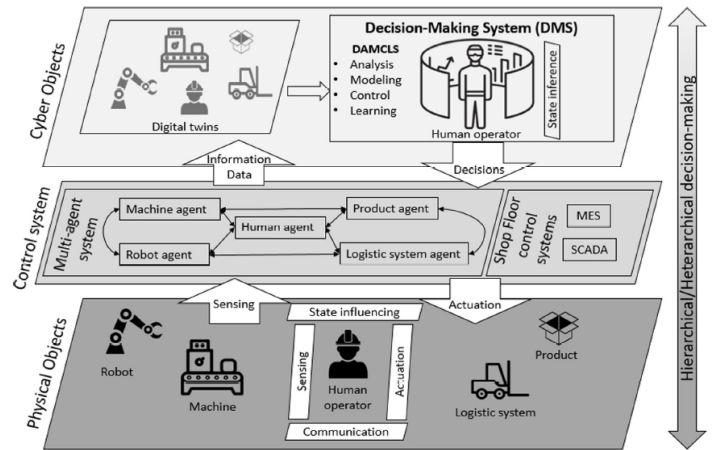 Cyber Objects
Digital twins
Decision-Making System (DMS)
DAMCLS
• Analysis
• Modeling
• Control
• Learning
Human operator
State inference
Information
Data
Decisions
Control system
Multi-agent
system
Machine agent
Product agent
Human agent
Robot agent
Logistic system agent
Shop Floor
control
systems
MES
SCADA
Sensing
Actuation
Physical Objects
Robot
Machine
State influencing
Sensing
Human
operator
Actuation
Communication
Product
Logistic system
Hierarchical/Heterarchical decision-making